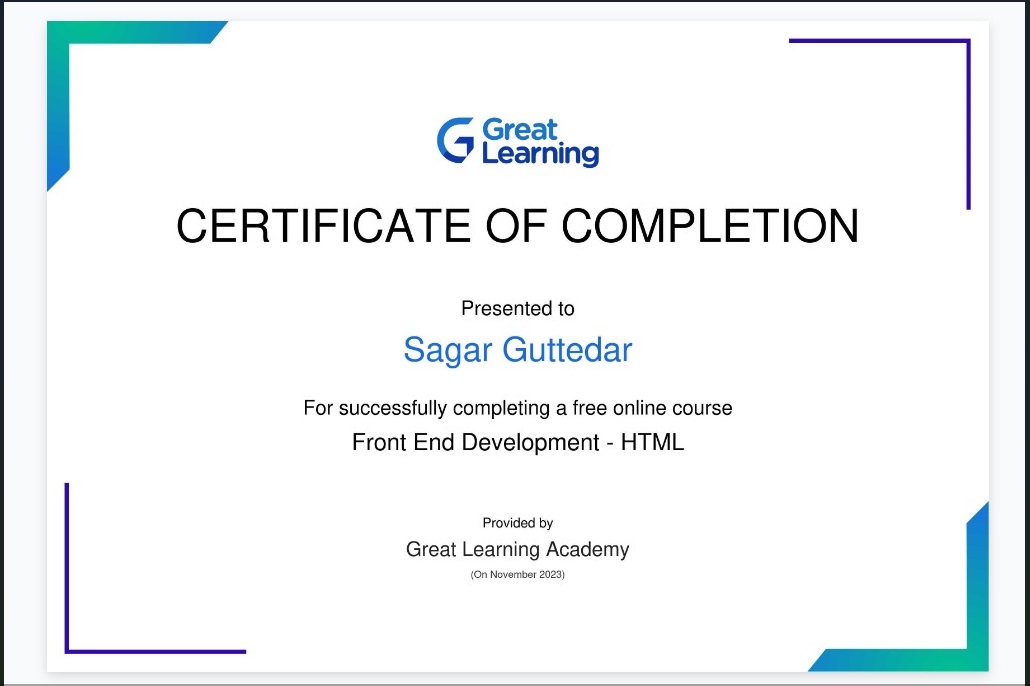 Great
Learning
CERTIFICATE OF COMPLETION
Presented to
Sagar Guttedar
For successfully completing a free online course
Front End Development - HTML
Provided by
Great Learning Academy
(On November 2023)